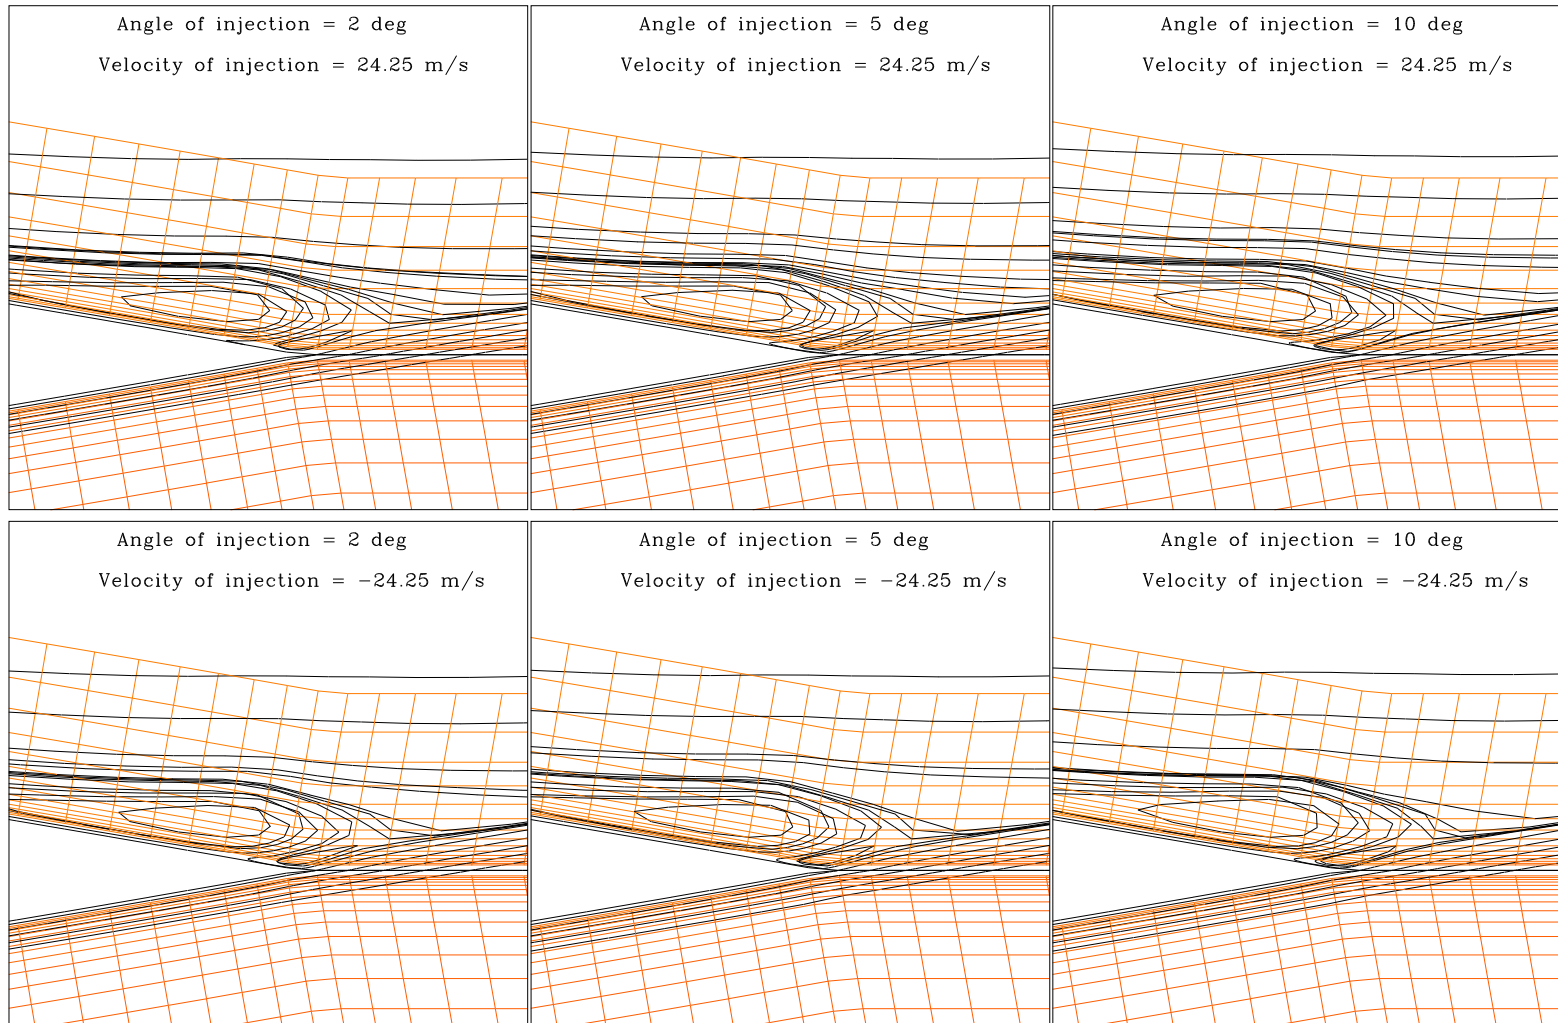 Angle of injection = 2 deg
Velocity of injection = 24.25 m/s
Angle of injection = 5 deg
Velocity of injection = 24.25 m/s
Angle of injection = 10 deg
Velocity of injection = 24.25 m/s
Angle of injection = 2 deg
Velocity of injection = −24.25 m/s
Angle of injection = 5 deg
Velocity of injection = −24.25 m/s
Angle of injection = 10 deg
Velocity of injection = −24.25 m/s